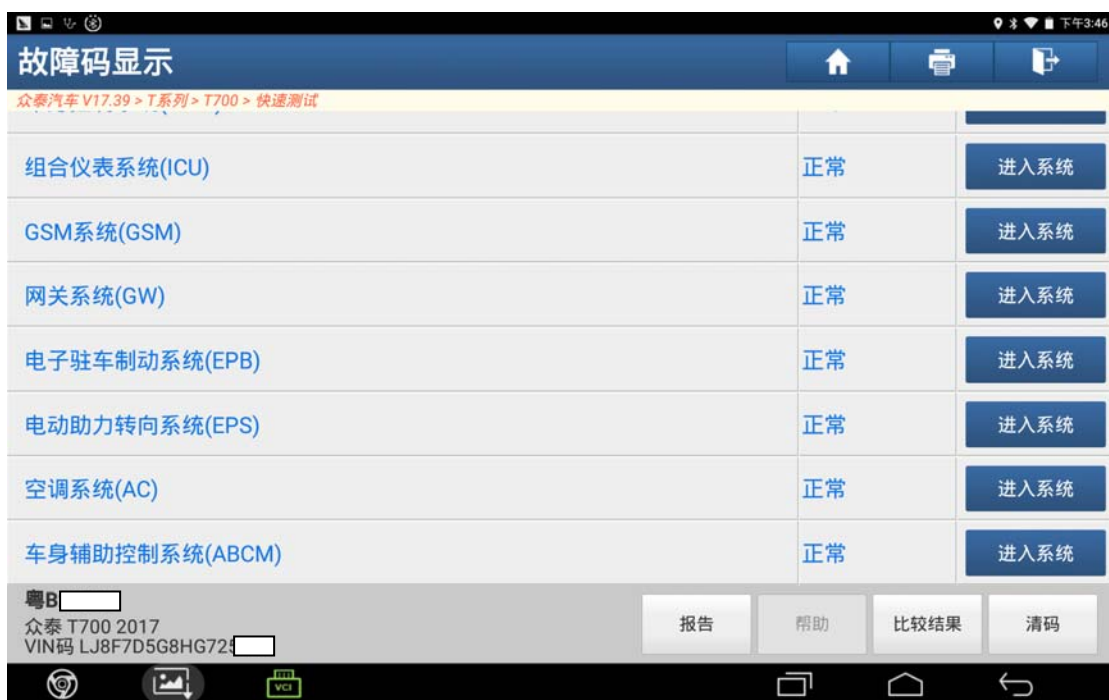 下午3:46
故障码显示
众泰汽车 V17.39 > T系列 > T700 > 快速测试
组合仪表系统(ICU) 正常 进入系统
GSM系统(GSM) 正常 进入系统
网关系统(GW) 正常 进入系统
电子驻车制动系统(EPB) 正常 进入系统
电动助力转向系统(EPS) 正常 进入系统
空调系统(AC) 正常 进入系统
车身辅助控制系统(ABCM) 正常 进入系统
粤B
众泰 T700 2017
VIN码 LJ8F7D5G8HG725
报告 帮助 比较结果 清码
VCI